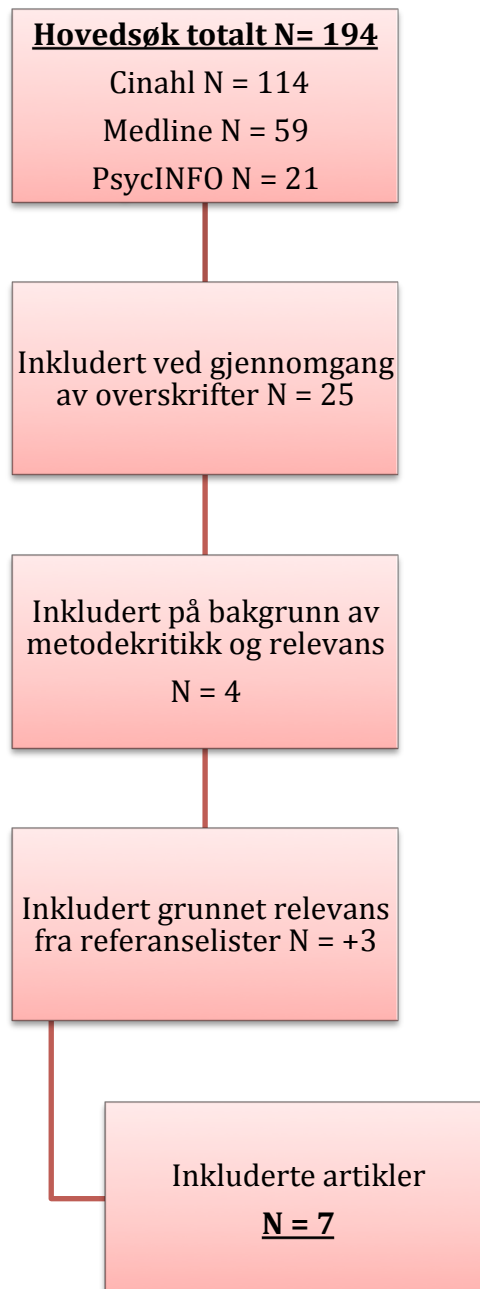 Hovedsøk totalt N= 194
Cinahl N = 114
Medline N = 59
PsycINFO N = 21
Inkludert ved gjennomgang
av overskrifter N = 25
Inkludert på bakgrunn av
metodekritikk og relevans
N = 4
Inkludert grunnet relevans
fra referanselister N = +3
Inkluderte artikler
N = 7